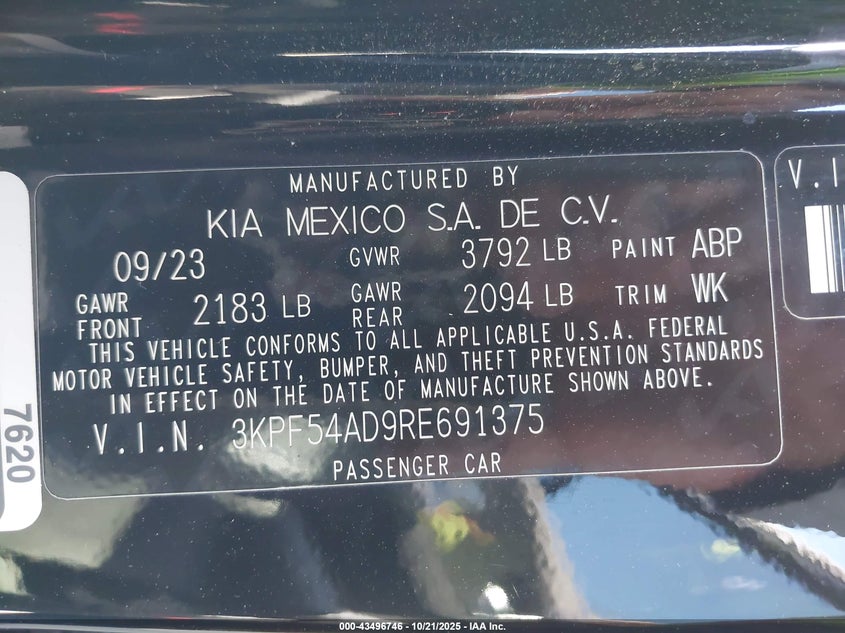 MANUFACTURED BY
KIA MEXICO S.A. DE C.V.
09/23 GVWR 3792 LB PAINT ABP
GAWR FRONT 2183 LB GAWR REAR 2094 LB TRIM WK
THIS VEHICLE CONFORMS TO ALL APPLICABLE U.S.A. FEDERAL
MOTOR VEHICLE SAFETY, BUMPER, AND THEFT PREVENTION STANDARDS
IN EFFECT ON THE DATE OF MANUFACTURE SHOWN ABOVE.
V.I.N. 3KPF54AD9RE691375
PASSENGER CAR
7620
V.I
000-43496746 - 10/21/2025 - IAA Inc.